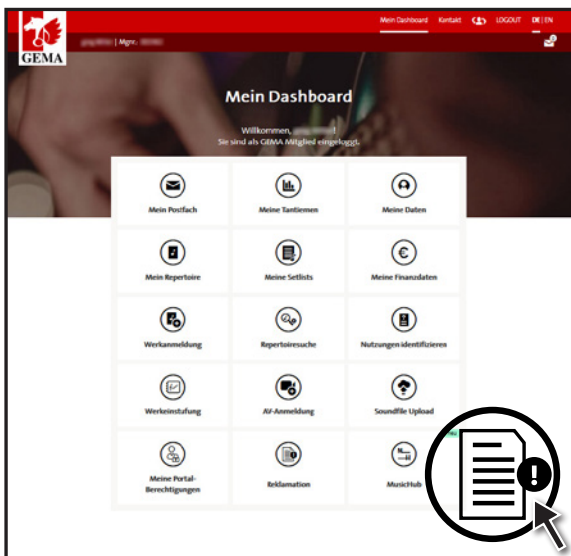 Mein Dashboard Kontakt LOGOUT DE | EN
GEMA
| Mgnr.
Mein Dashboard
Willkommen, !
Sie sind als GEMA Mitglied eingeloggt.
Mein Postfach
Meine Tantiemen
Meine Daten
Mein Repertoire
Meine Setlists
Meine Finanzdaten
Werkanmeldung
Repertoiresuche
Nutzungen identifizieren
Werkeinstufung
AV-Anmeldung
Soundfile Upload
Meine Portal-
Berechtigungen
Reklamation
MusicHub